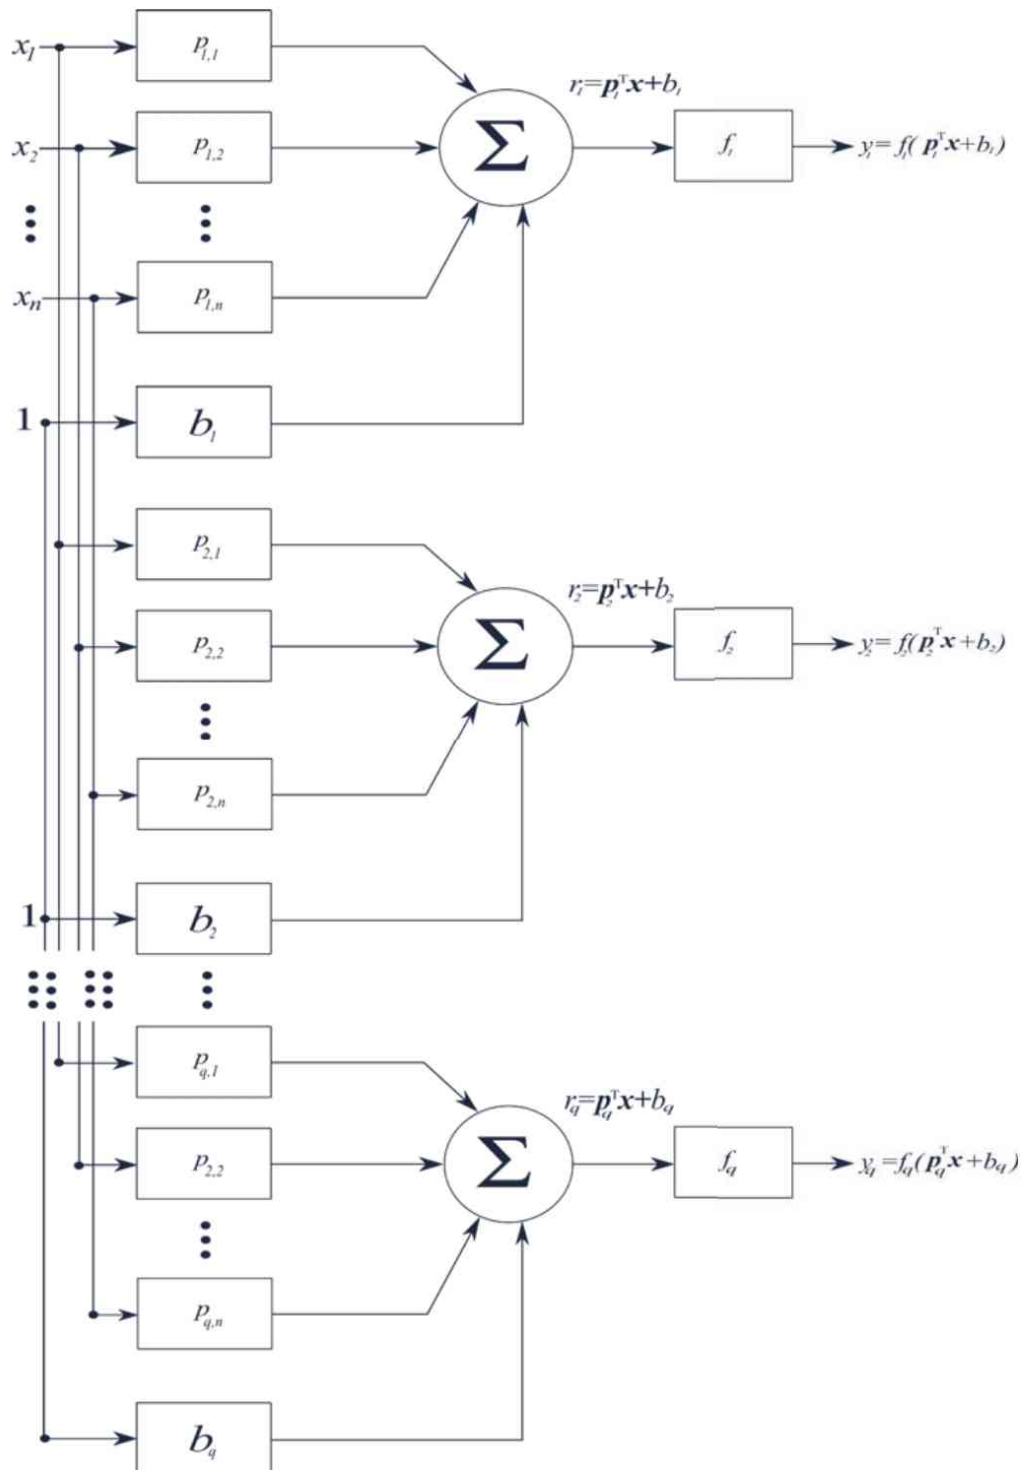 x1
p1,1
r1=p1ᵀx+b1
x2
p1,2
Σ
f1
y1= f1( p1ᵀx+b1)
xn
p1,n
1
b1
p2,1
r2=p2ᵀx+b2
p2,2
Σ
f2
y2= f2(p2ᵀx+b2)
p2,n
1
b2
pq,1
rq=pqᵀx+bq
p2,2
Σ
fq
yq=fq(pqᵀx+bq)
pq,n
bq